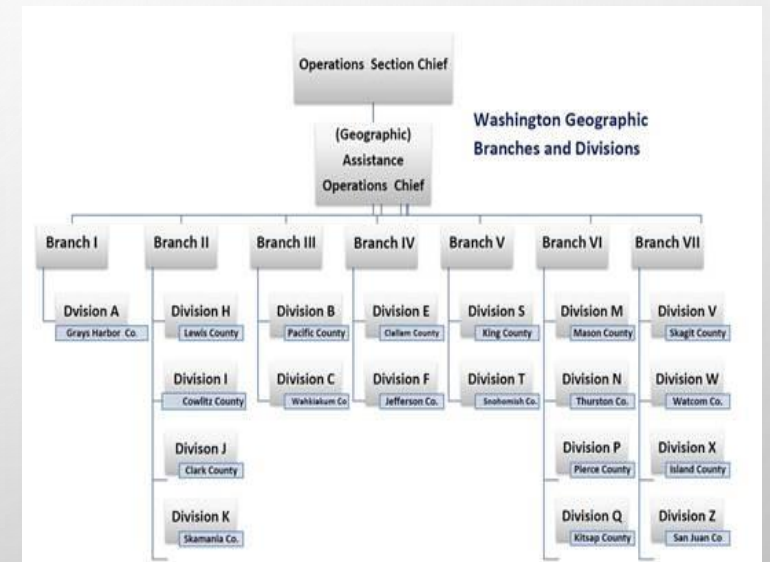 Operations Section Chief
Washington Geographic
Branches and Divisions
(Geographic)
Assistance
Operations Chief
Branch I
Branch II
Branch III
Branch IV
Branch V
Branch VI
Branch VII
Dvision A
Grays Harbor Co.
Division H
Lewis County
Division I
Cowlitz County
Divison J
Clark County
Division K
Skamania Co.
Division B
Pacific County
Division C
Wahkiakum Co
Division E
Clallam County
Division F
Jefferson Co.
Division S
King County
Division T
Snohomish Co.
Division M
Mason County
Division N
Thurston Co.
Division P
Pierce County
Division Q
Kitsap County
Division V
Skagit County
Division W
Watcom Co.
Division X
Island County
Division Z
San Juan Co